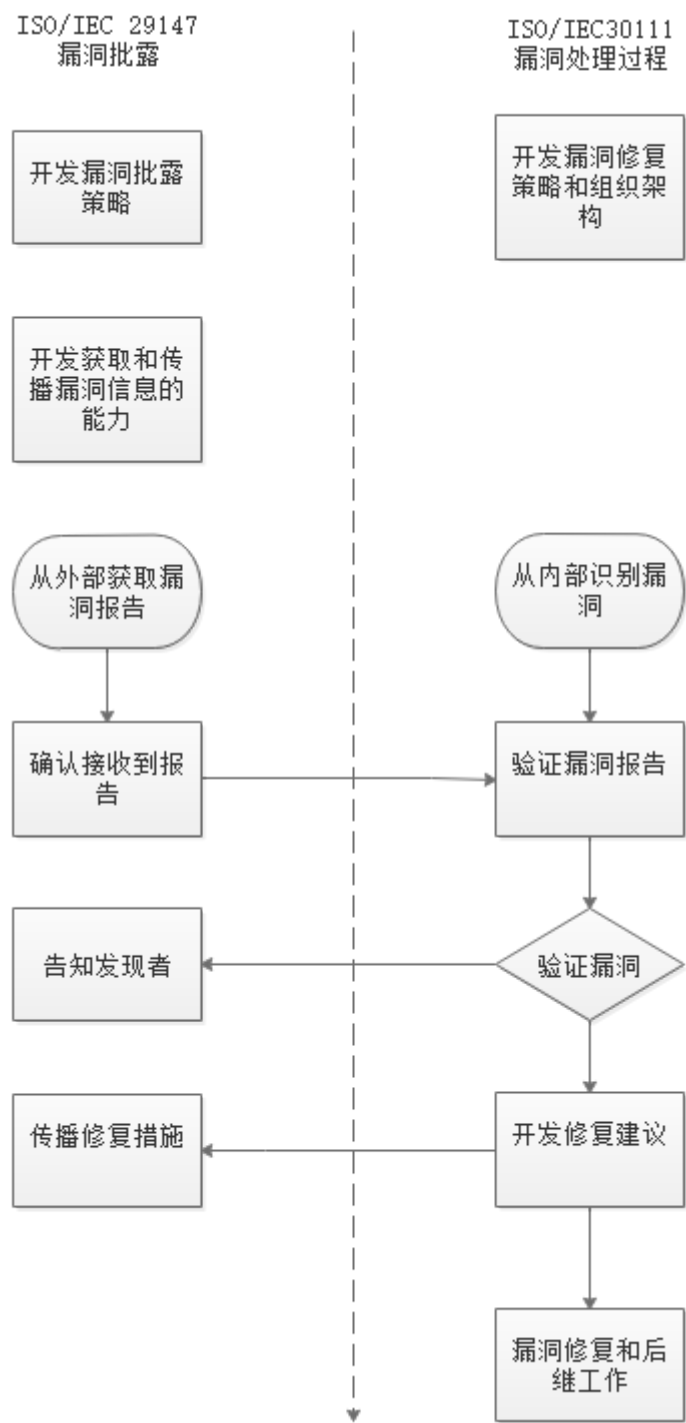 ISO/IEC 29147
漏洞批露
ISO/IEC30111
漏洞处理过程
开发漏洞批露
策略
开发漏洞修复
策略和组织架
构
开发获取和传
播漏洞信息的
能力
从外部获取漏
洞报告
从内部识别漏
洞
确认接收到报
告
验证漏洞报告
告知发现者
验证漏洞
传播修复措施
开发修复建议
漏洞修复和后
继工作